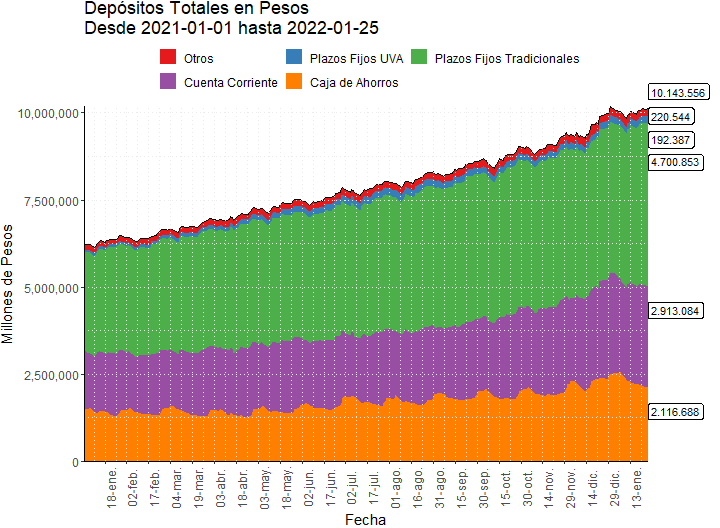 Depósitos Totales en Pesos
Desde 2021-01-01 hasta 2022-01-25
Otros
Plazos Fijos UVA
Plazos Fijos Tradicionales
Cuenta Corriente
Caja de Ahorros
Millones de Pesos
10,000,000
7,500,000
5,000,000
2,500,000
0
10.143.556
220.544
192.387
4.700.853
2.913.084
2.116.688
18-ene.
02-feb.
17-feb.
04-mar.
19-mar.
03-abr.
18-abr.
03-may.
18-may.
02-jun.
17-jun.
02-jul.
17-jul.
01-ago.
16-ago.
31-ago.
15-sep.
30-sep.
15-oct.
30-oct.
14-nov.
29-nov.
14-dic.
29-dic.
13-ene.
Fecha